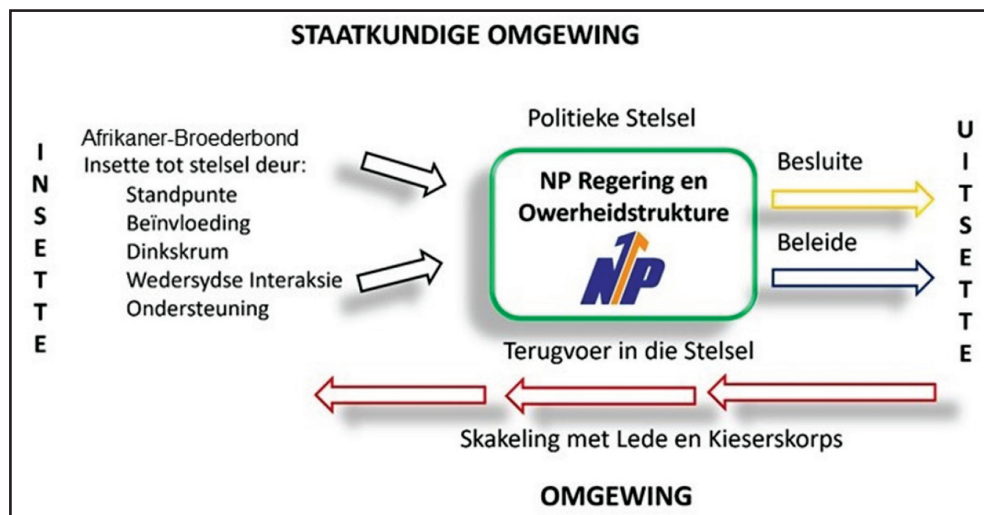 STAATKUNDIGE OMGEWING
INSETTE
Afrikaner-Broederbond
Insette tot stelsel deur:
Standpunte
Beïnvloeding
Dinkskrum
Wedersydse Interaksie
Ondersteuning
Politieke Stelsel
NP Regering en
Owerheidstrukture
NP
Besluite
Beleide
UITSETTE
Terugvoer in die Stelsel
Skakeling met Lede en Kieserskorps
OMGEWING